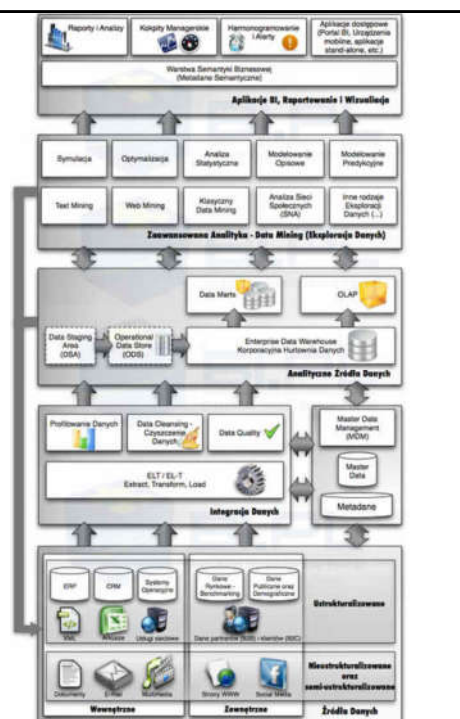 Raporty i Analizy
Kokpity Managerskie
Harmonogramowanie
i Alerty
Aplikacje dostępowe
(Portal BI, Urządzenia
mobilne, aplikacje
stand-alone, etc.)
Warstwa Semantyki Biznesowej
(Metadane Semantyczne)
Aplikacje BI, Raportowanie i Wizualizacja
Symulacja
Optymalizacja
Analiza
Statystyczna
Modelowanie
Opisowe
Modelowanie
Predykcyjne
Text Mining
Web Mining
Klasyczny
Data Mining
Analiza Sieci
Społecznych
(SNA)
Inne rodzaje
Eksploracji
Danych (...)
Zaawansowana Analityka - Data Mining (Eksploracja Danych)
Data Marts
OLAP
Data Staging
Area
(DSA)
Operational
Data Store
(ODS)
Enterprise Data Warehouse
Korporacyjna Hurtownia Danych
Analityczne Źródła Danych
Profilowanie Danych
Data Cleansing -
Czyszczenie
Danych
Data Quality
ELT / EL-T
Extract, Transform, Load
Integracja Danych
Master Data
Management
(MDM)
Master
Data
Metadane
ERP
CRM
Systemy
Operacyjne
Dane
Rynkowe -
Benchmarking
Dane
Publiczne oraz
Demograficzne
Ustrukturalizowane
XML
Arkusze
Usługi sieciowe
Dane partnerów (B2B) i klientów (B2C)
Nieustrukturalizowane
oraz
semi-ustrukturalizowane
Dokumenty
E-mail
Multimedia
Strony WWW
Social Media
Wewnętrzne
Zewnętrzne
Źródła Danych